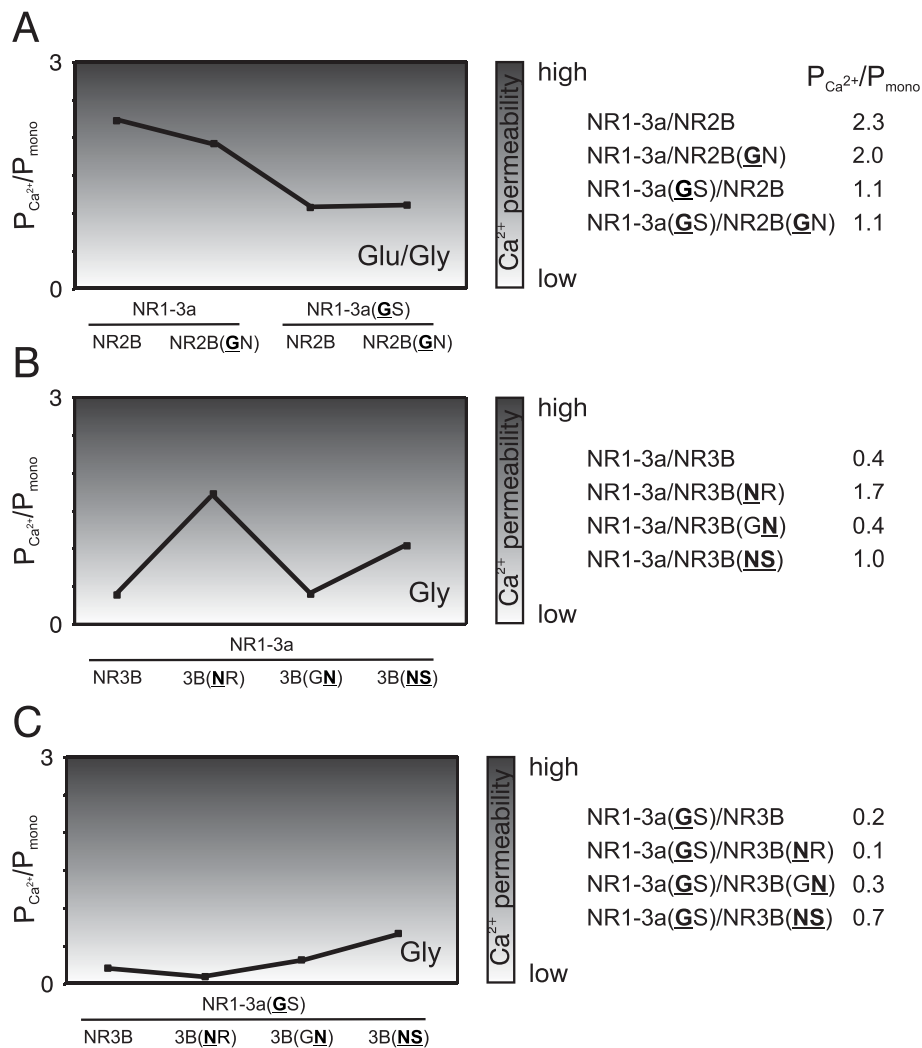 A
3
0
P Ca²⁺/P mono
Glu/Gly
NR1-3a NR1-3a(GS)
NR2B NR2B(GN) NR2B NR2B(GN)
Ca²⁺ permeability
high
low
P Ca²⁺/P mono
NR1-3a/NR2B 2.3
NR1-3a/NR2B(GN) 2.0
NR1-3a(GS)/NR2B 1.1
NR1-3a(GS)/NR2B(GN) 1.1
B
3
0
P Ca²⁺/P mono
Gly
NR1-3a
NR3B 3B(NR) 3B(GN) 3B(NS)
Ca²⁺ permeability
high
low
NR1-3a/NR3B 0.4
NR1-3a/NR3B(NR) 1.7
NR1-3a/NR3B(GN) 0.4
NR1-3a/NR3B(NS) 1.0
C
3
0
P Ca²⁺/P mono
Gly
NR1-3a(GS)
NR3B 3B(NR) 3B(GN) 3B(NS)
Ca²⁺ permeability
high
low
NR1-3a(GS)/NR3B 0.2
NR1-3a(GS)/NR3B(NR) 0.1
NR1-3a(GS)/NR3B(GN) 0.3
NR1-3a(GS)/NR3B(NS) 0.7